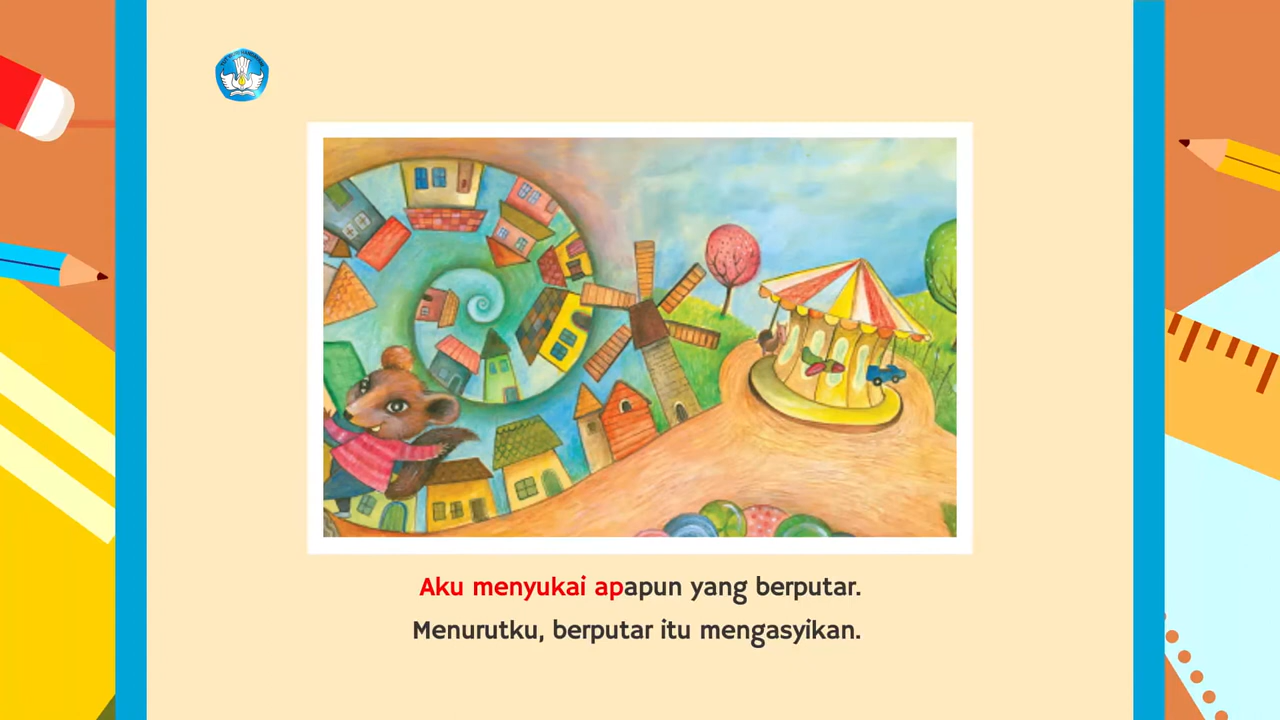 Aku menyukai apapun yang berputar.
Menurutku, berputar itu mengasyikan.